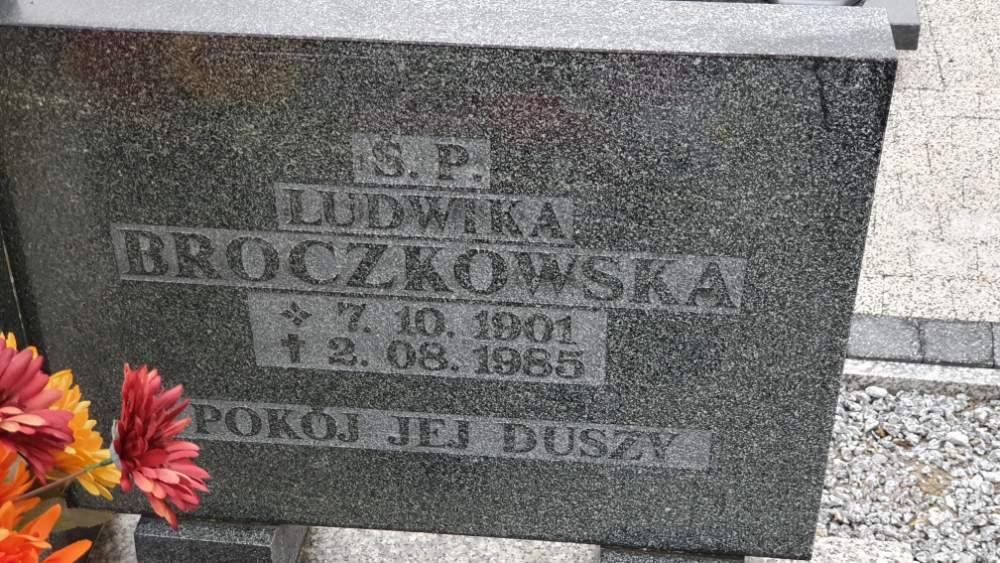 Ś. P.
LUDWIKA
BROCZKOWSKA
7. 10. 1901
✝ 2. 08. 1985
POKÓJ JEJ DUSZY